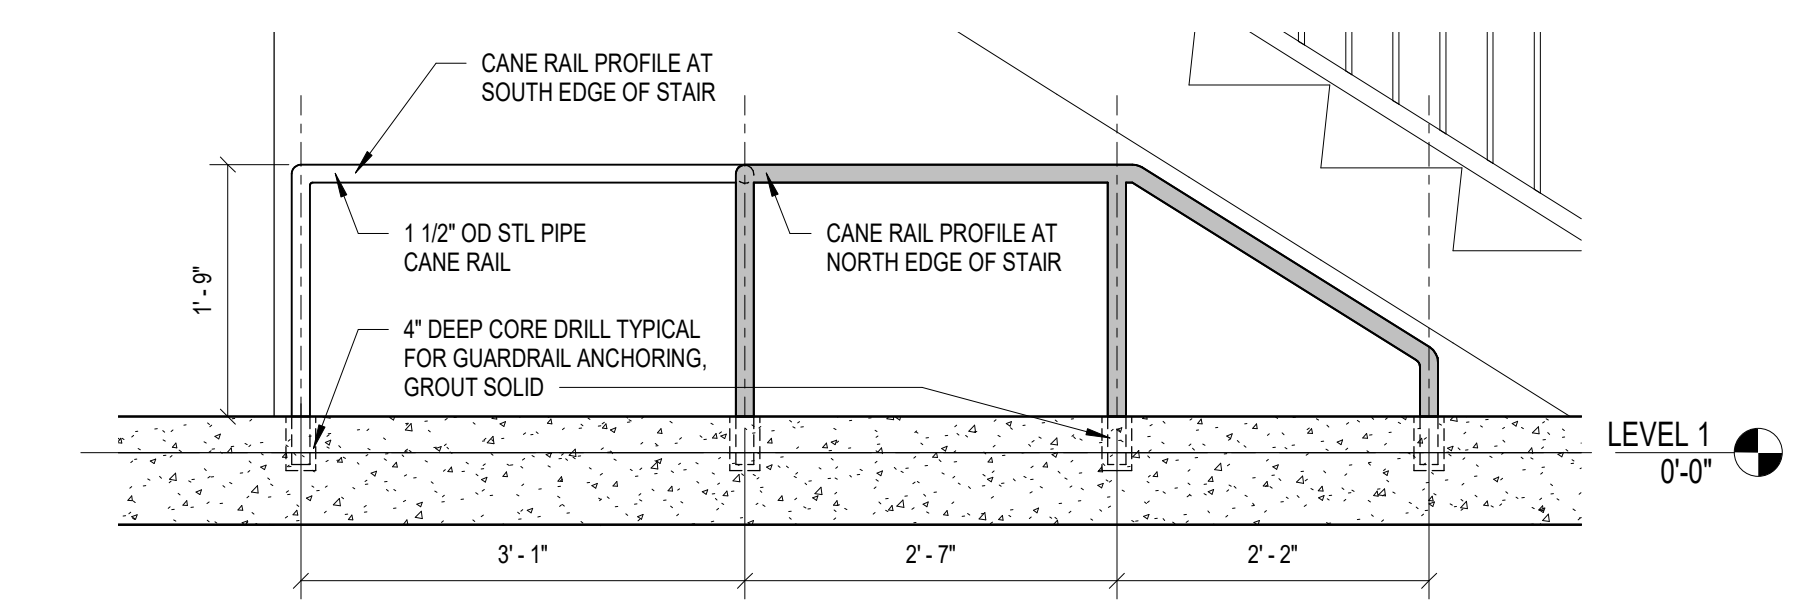 CANE RAIL PROFILE AT
SOUTH EDGE OF STAIR
1 1/2" OD STL PIPE
CANE RAIL
CANE RAIL PROFILE AT
NORTH EDGE OF STAIR
1' - 9"
4" DEEP CORE DRILL TYPICAL
FOR GUARDRAIL ANCHORING,
GROUT SOLID
LEVEL 1
0'-0"
3' - 1"
2' - 7"
2' - 2"